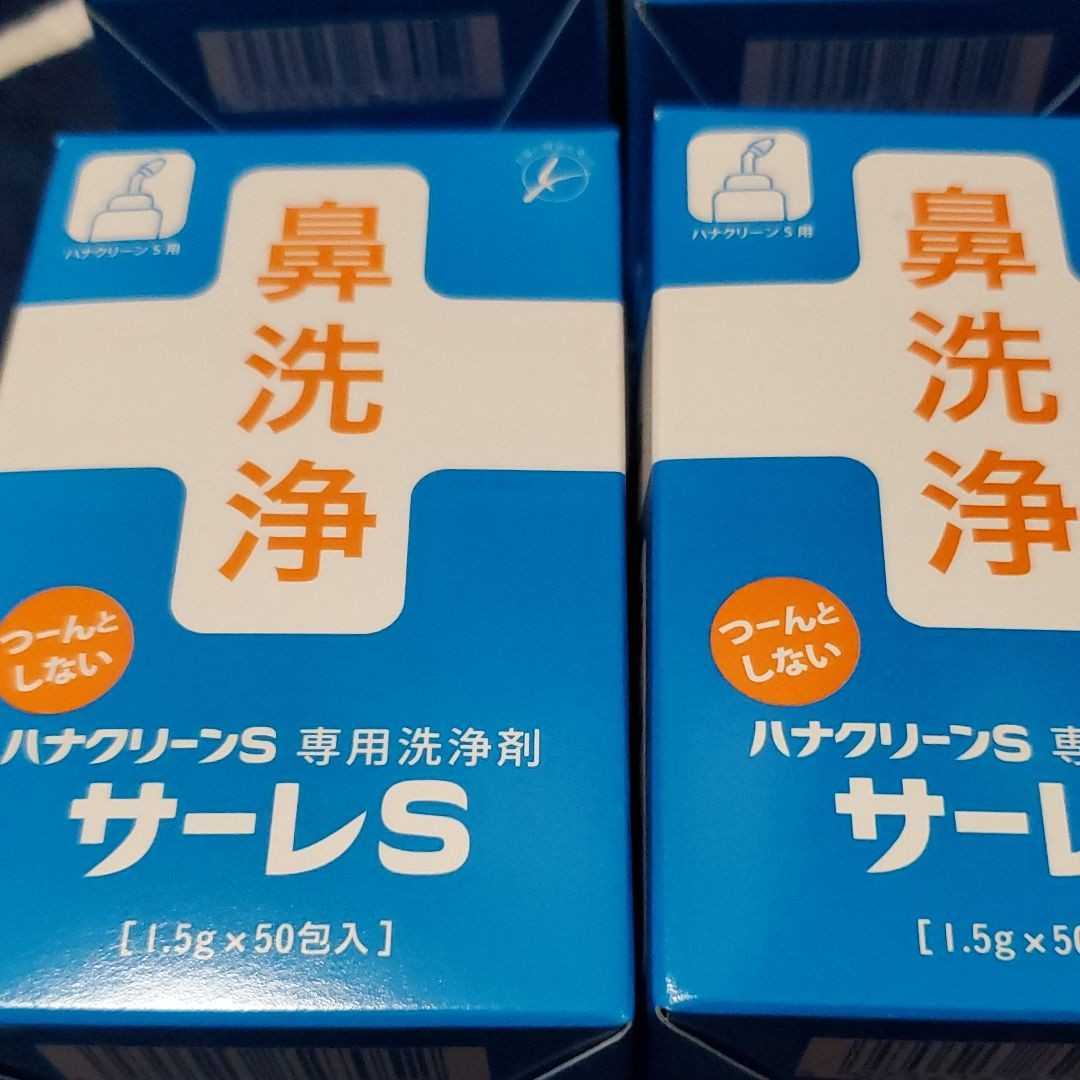 ハナクリーンS用
鼻洗浄
つーんと
しない
ハナクリーンS 専用洗浄剤
サーレS
[1.5g×50包入]
ハナクリーンS用
鼻洗浄
つーんと
しない
ハナクリーンS 専
サーレ
[1.5g×50